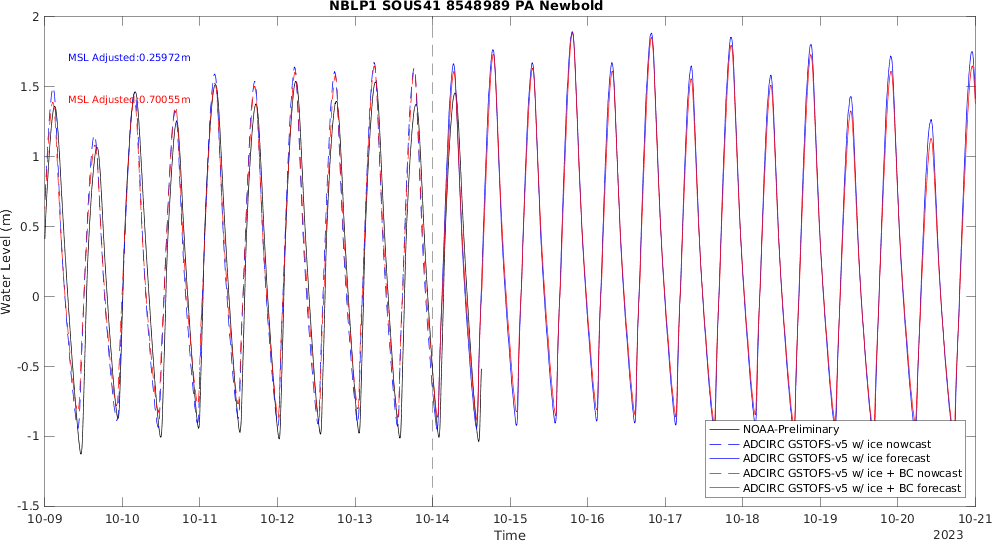 NBLP1 SOUS41 8548989 PA Newbold
2
1.5
1
0.5
0
-0.5
-1
-1.5
Water Level (m)
MSL Adjusted:0.25972m
MSL Adjusted:0.70055m
NOAA-Preliminary
ADCIRC GSTOFS-v5 w/ ice nowcast
ADCIRC GSTOFS-v5 w/ ice forecast
ADCIRC GSTOFS-v5 w/ ice + BC nowcast
ADCIRC GSTOFS-v5 w/ ice + BC forecast
10-09 10-10 10-11 10-12 10-13 10-14 10-15 10-16 10-17 10-18 10-19 10-20 10-21
Time
2023